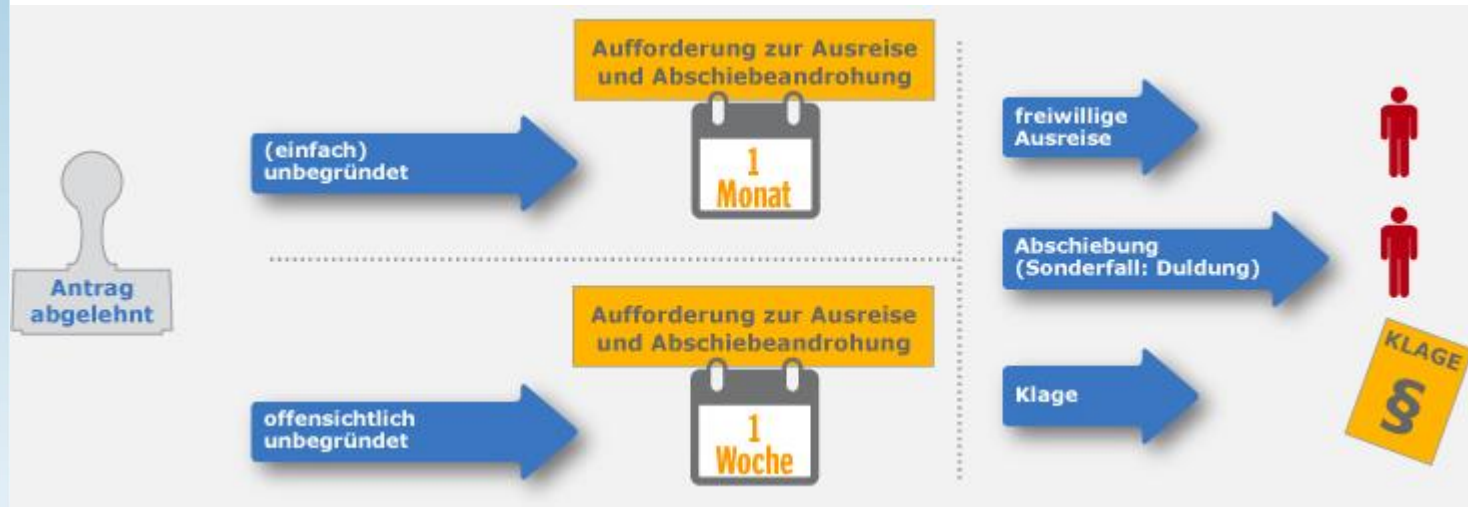 Antrag
abgelehnt
(einfach)
unbegründet
Aufforderung zur Ausreise
und Abschiebeandrohung
1
Monat
offensichtlich
unbegründet
Aufforderung zur Ausreise
und Abschiebeandrohung
1
Woche
freiwillige
Ausreise
Abschiebung
(Sonderfall: Duldung)
Klage
KLAGE
§